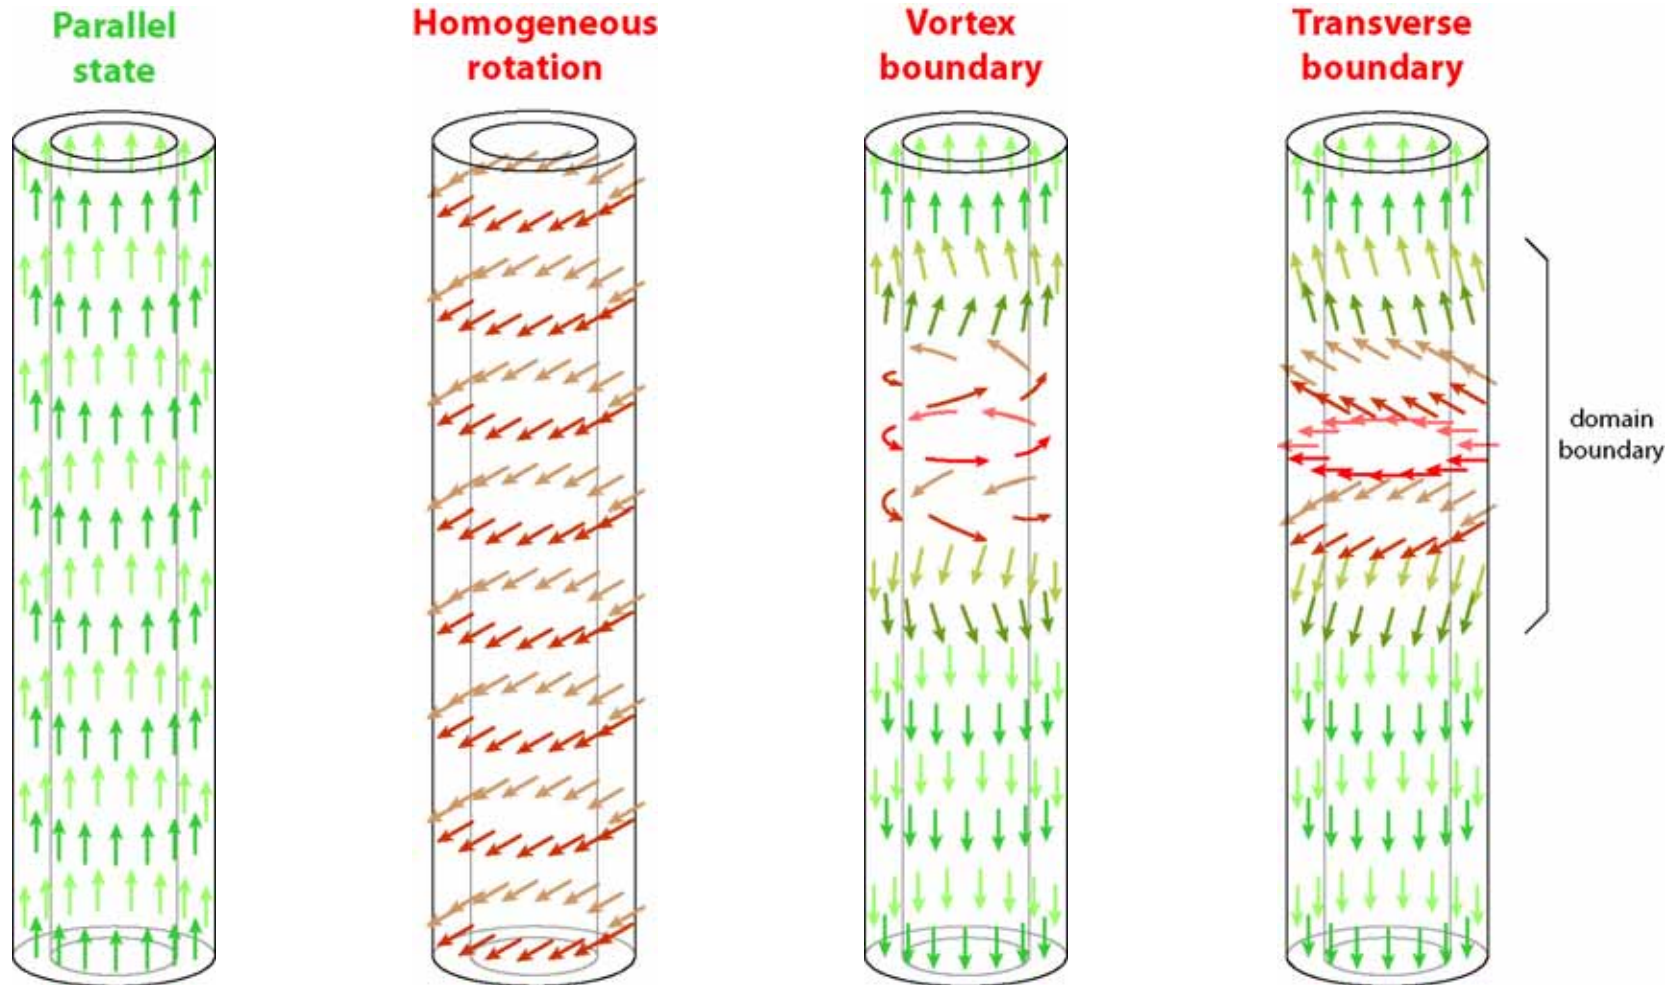 Parallel
state
Homogeneous
rotation
Vortex
boundary
Transverse
boundary
domain
boundary